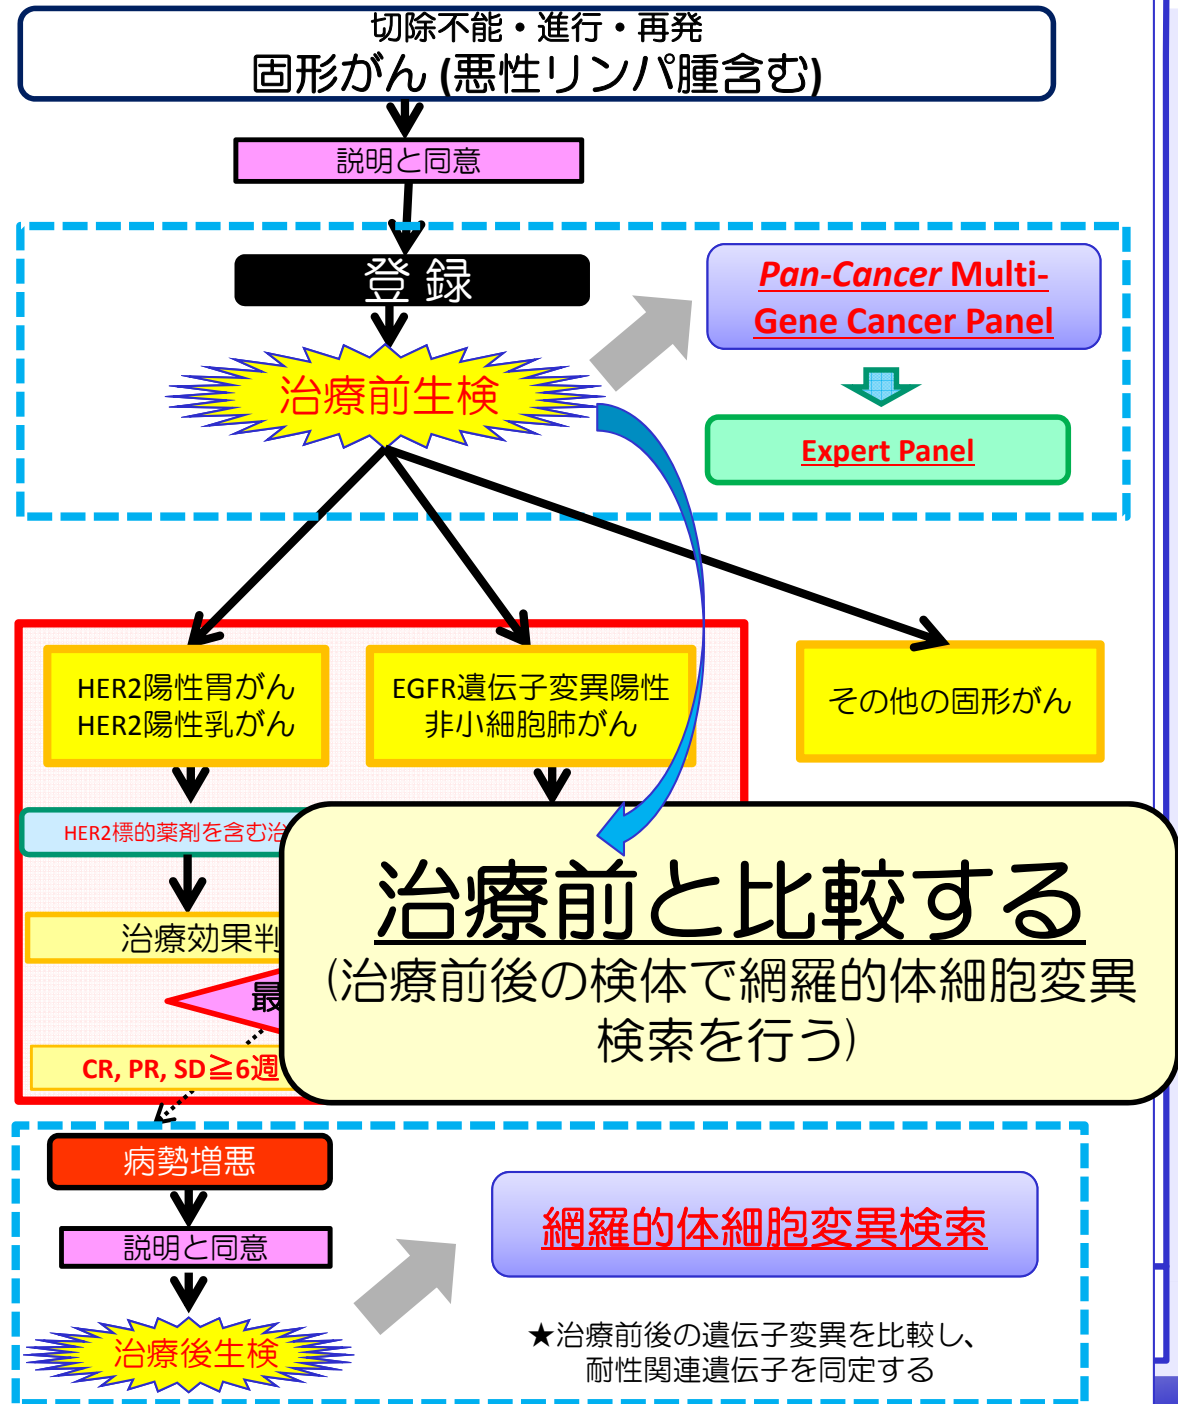 切除不能・進行・再発
固形がん (悪性リンパ腫含む)
説明と同意
登 録
Pan-Cancer Multi-
Gene Cancer Panel
治療前生検
Expert Panel
HER2陽性胃がん
HER2陽性乳がん
EGFR遺伝子変異陽性
非小細胞肺がん
その他の固形がん
HER2標的薬剤を含む治
治療効果判
最
CR, PR, SD≧6週
治療前と比較する
(治療前後の検体で網羅的体細胞変異
検索を行う)
病勢増悪
説明と同意
治療後生検
網羅的体細胞変異検索
★治療前後の遺伝子変異を比較し、
耐性関連遺伝子を同定する